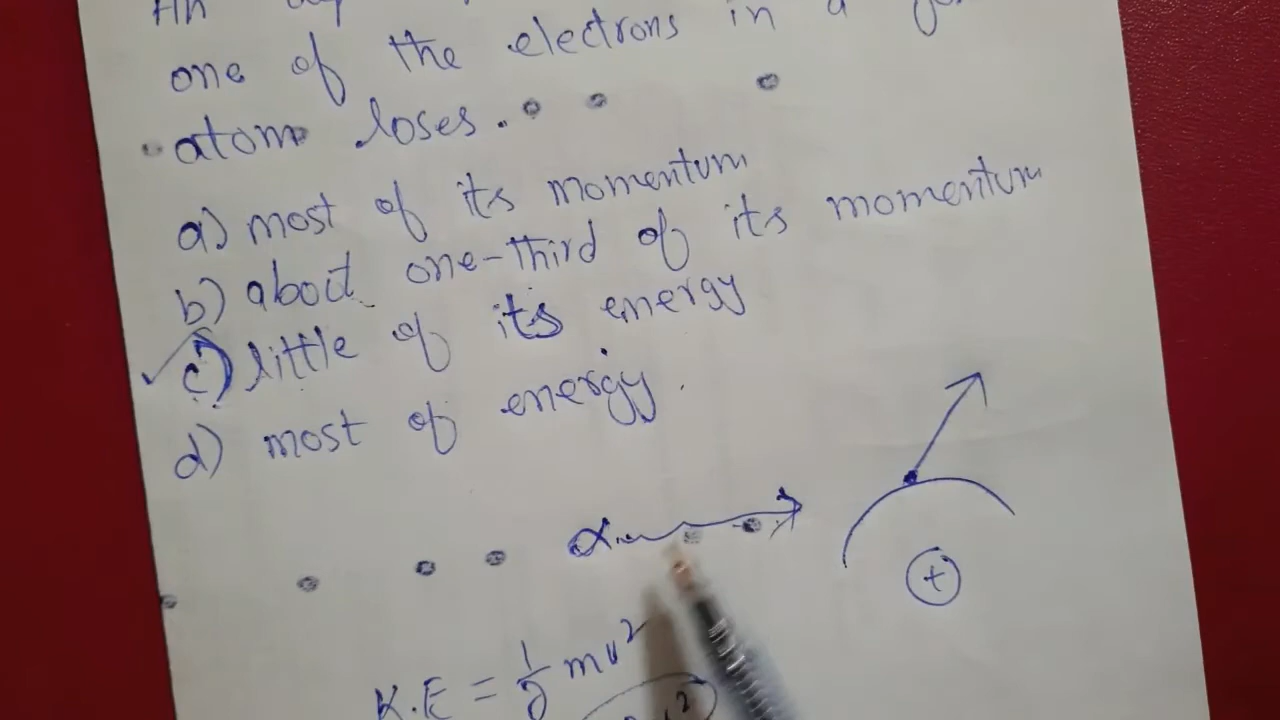 one of the electrons in a
atom loses.
a) most of its momentum
b) about one-third of its momentum
c) little of its energy
d) most of energy.
α
+
K.E = 1/2 mv²